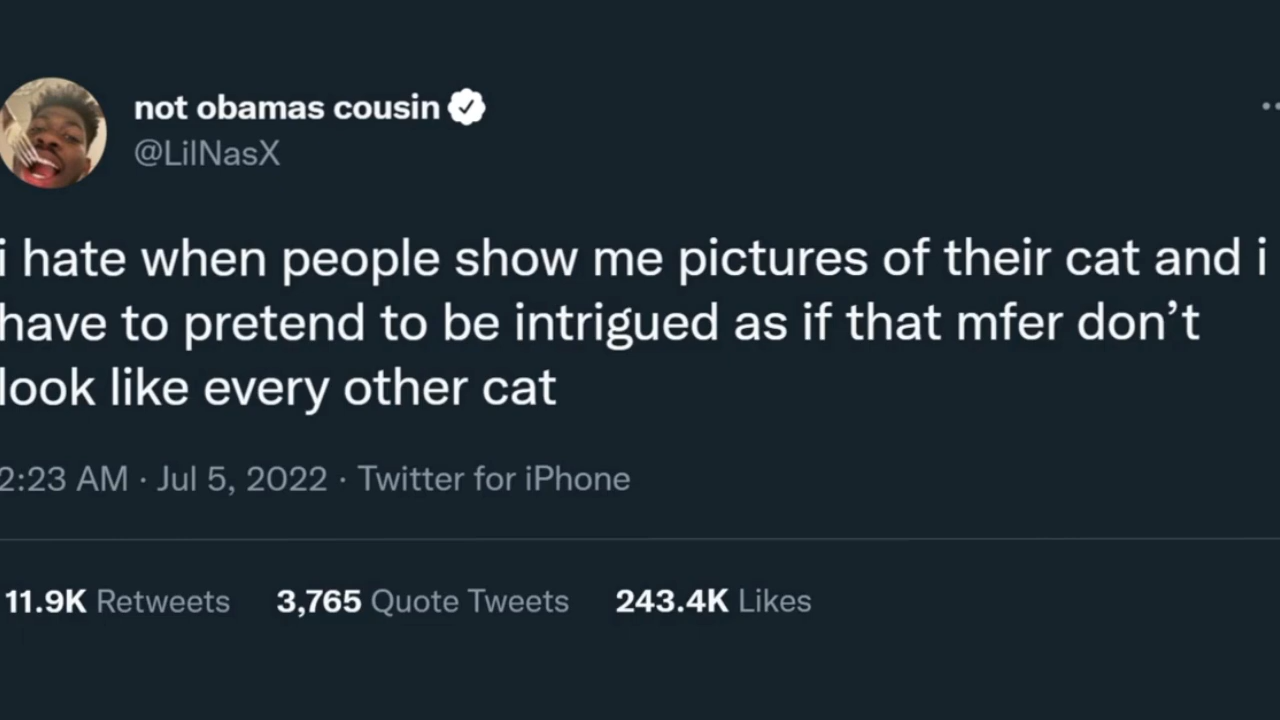 not obamas cousin
@LilNasX
i hate when people show me pictures of their cat and i
have to pretend to be intrigued as if that mfer don’t
look like every other cat
2:23 AM · Jul 5, 2022 · Twitter for iPhone
11.9K Retweets 3,765 Quote Tweets 243.4K Likes